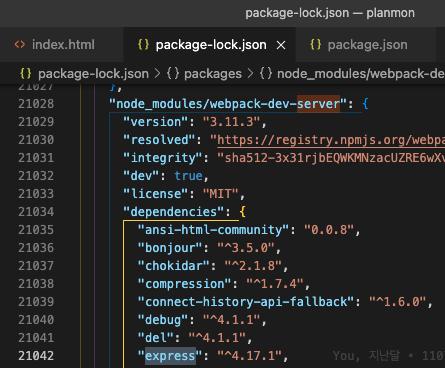 package-lock.json — planmon
index.html package-lock.json × package.json
package-lock.json > {} packages > {} node_modules/webpack-de
21027 },
21028 "node_modules/webpack-dev-server": {
21029 "version": "3.11.3",
21030 "resolved": "https://registry.npmjs.org/webpa
21031 "integrity": "sha512-3x31rjbEQWKMNzacUZRE6wXv
21032 "dev": true,
21033 "license": "MIT",
21034 "dependencies": {
21035 "ansi-html-community": "0.0.8",
21036 "bonjour": "^3.5.0",
21037 "chokidar": "^2.1.8",
21038 "compression": "^1.7.4",
21039 "connect-history-api-fallback": "^1.6.0",
21040 "debug": "^4.1.1",
21041 "del": "^4.1.1",
21042 "express": "^4.17.1", You, 지난달 • 110